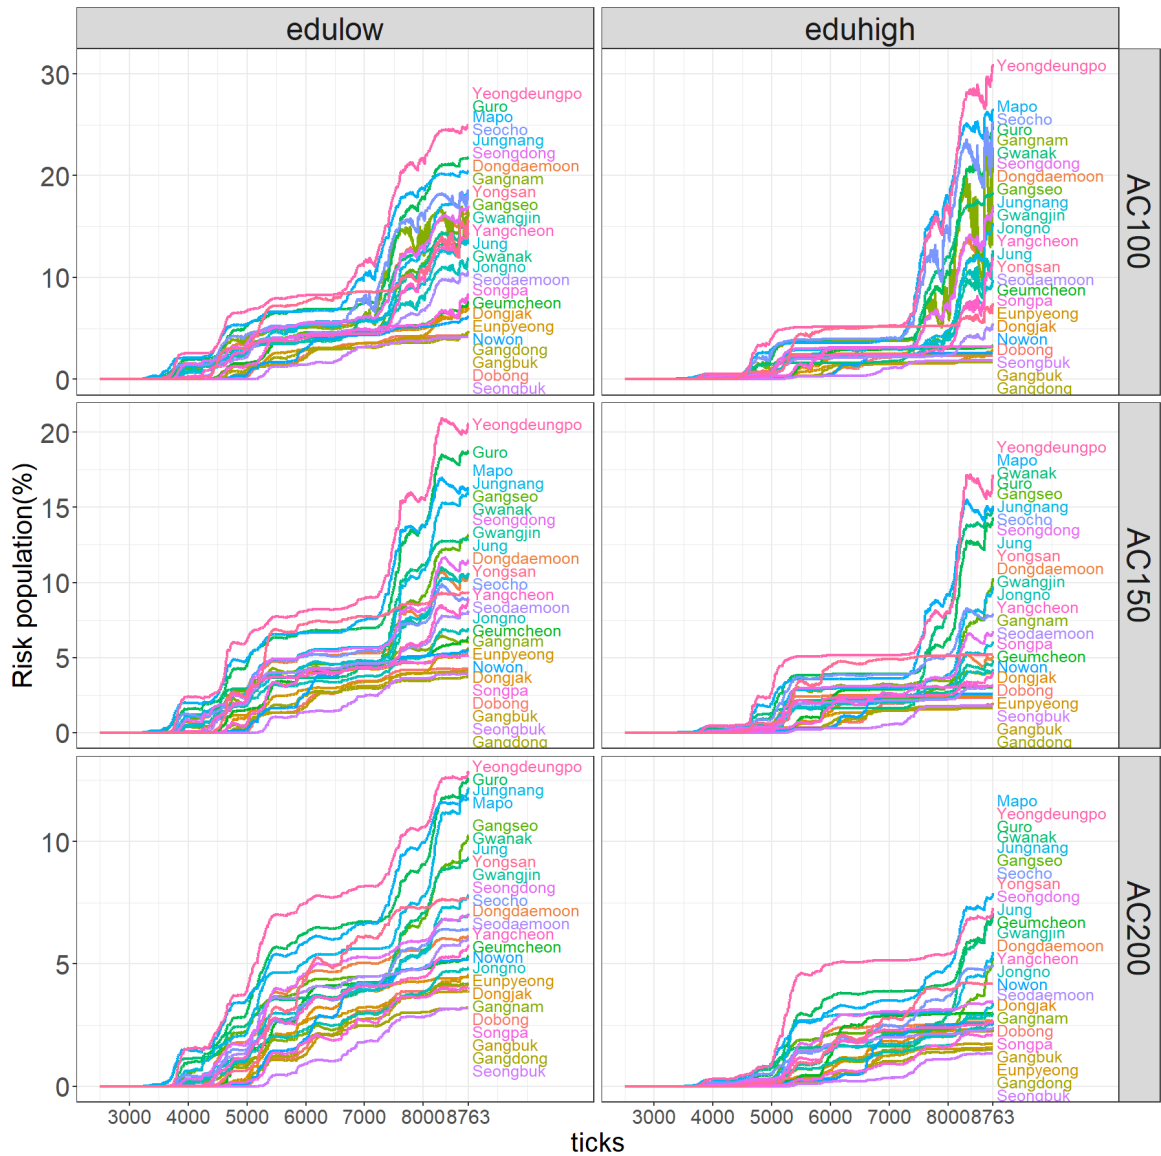 edulow
eduhigh
Risk population(%)
30
20
10
0
Yeongdeungpo
Guro
Mapo
Seocho
Jungnang
Seongdong
Dongdaemoon
Gangnam
Yongsan
Gangseo
Gwangjin
Yangcheon
Jung
Gwanak
Jongno
Seodaemoon
Songpa
Geumcheon
Dongjak
Eunpyeong
Nowon
Gangdong
Gangbuk
Dobong
Seongbuk
Yeongdeungpo
Mapo
Seocho
Guro
Gangnam
Gwanak
Seongdong
Dongdaemoon
Gangseo
Jungnang
Gwangjin
Jongno
Yangcheon
Jung
Yongsan
Seodaemoon
Geumcheon
Songpa
Eunpyeong
Dongjak
Nowon
Dobong
Seongbuk
Gangbuk
Gangdong
AC100
20
15
10
5
0
Yeongdeungpo
Guro
Mapo
Jungnang
Gangseo
Gwanak
Seongdong
Gwangjin
Jung
Dongdaemoon
Yongsan
Seocho
Yangcheon
Seodaemoon
Jongno
Geumcheon
Gangnam
Eunpyeong
Nowon
Dongjak
Songpa
Dobong
Gangbuk
Seongbuk
Gangdong
Yeongdeungpo
Mapo
Gwanak
Guro
Gangseo
Jungnang
Seocho
Seongdong
Jung
Yongsan
Dongdaemoon
Gwangjin
Jongno
Yangcheon
Gangnam
Seodaemoon
Songpa
Geumcheon
Nowon
Dongjak
Dobong
Eunpyeong
Seongbuk
Gangbuk
Gangdong
AC150
10
5
0
Yeongdeungpo
Guro
Jungnang
Mapo
Gangseo
Gwanak
Jung
Yongsan
Gwangjin
Seongdong
Seocho
Dongdaemoon
Seodaemoon
Yangcheon
Geumcheon
Nowon
Jongno
Eunpyeong
Dongjak
Gangnam
Dobong
Songpa
Gangbuk
Gangdong
Seongbuk
Mapo
Yeongdeungpo
Guro
Gwanak
Jungnang
Gangseo
Seocho
Yongsan
Seongdong
Jung
Geumcheon
Gwangjin
Dongdaemoon
Yangcheon
Jongno
Nowon
Seodaemoon
Dongjak
Gangnam
Dobong
Songpa
Gangbuk
Eunpyeong
Gangdong
Seongbuk
AC200
3000 4000 5000 6000 7000 80008763
3000 4000 5000 6000 7000 80008763
ticks